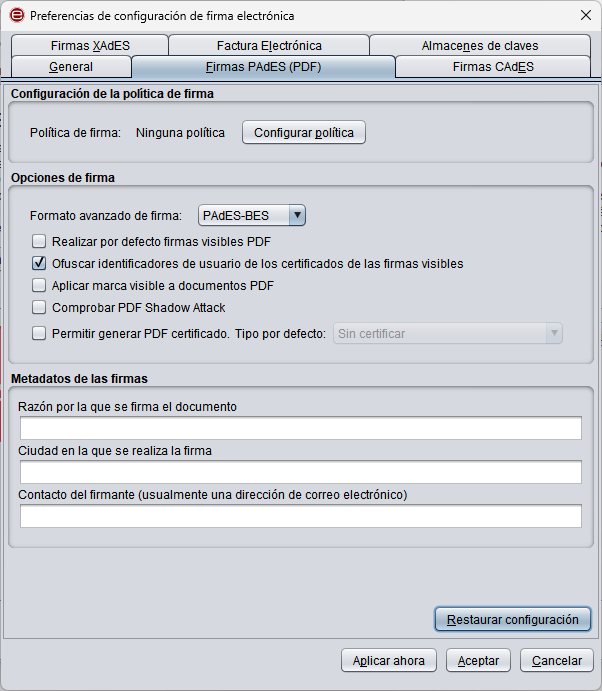 Preferencias de configuración de firma electrónica
Firmas XAdES
Factura Electrónica
Almacenes de claves
General
Firmas PAdES (PDF)
Firmas CAdES
Configuración de la política de firma
Política de firma: Ninguna política Configurar política
Opciones de firma
Formato avanzado de firma: PAdES-BES
Realizar por defecto firmas visibles PDF
Ofuscar identificadores de usuario de los certificados de las firmas visibles
Aplicar marca visible a documentos PDF
Comprobar PDF Shadow Attack
Permitir generar PDF certificado. Tipo por defecto: Sin certificar
Metadatos de las firmas
Razón por la que se firma el documento
Ciudad en la que se realiza la firma
Contacto del firmante (usualmente una dirección de correo electrónico)
Restaurar configuración
Aplicar ahora
Aceptar
Cancelar